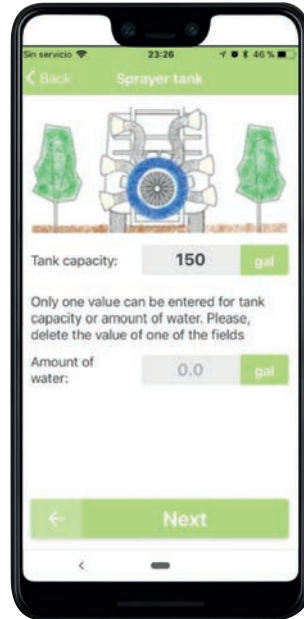 Sin servicio 23:26 46 %
Back Sprayer tank
Tank capacity: 150 gal
Only one value can be entered for tank
capacity or amount of water. Please,
delete the value of one of the fields
Amount of
water: 0.0 gal
Next